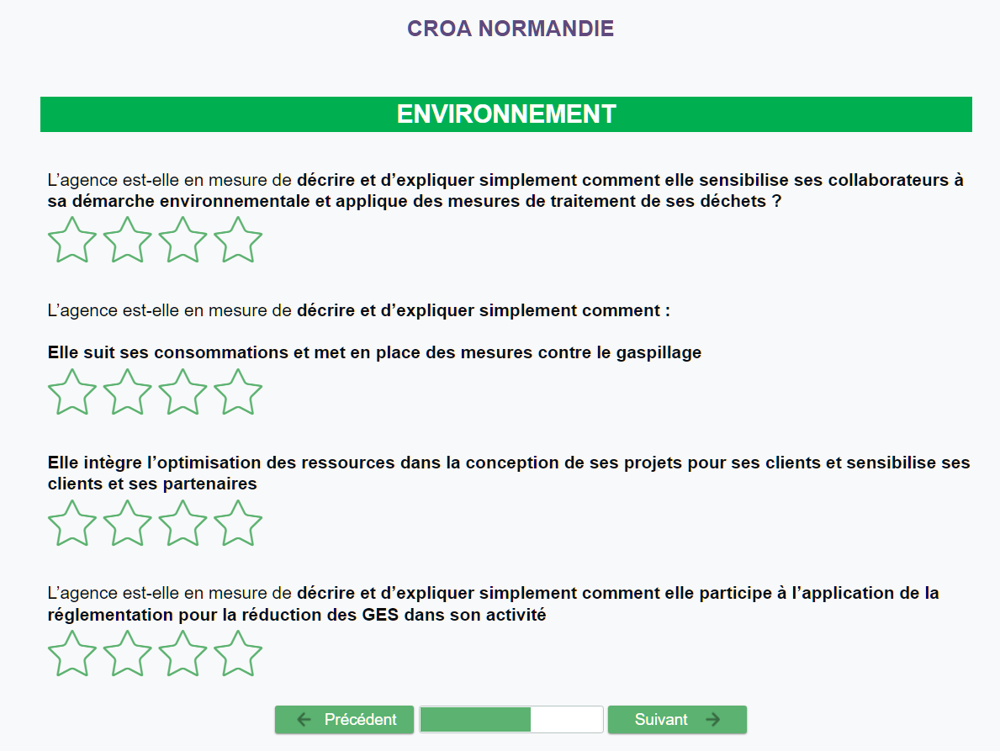 CROA NORMANDIE
ENVIRONNEMENT
L’agence est-elle en mesure de décrire et d’expliquer simplement comment elle sensibilise ses collaborateurs à
sa démarche environnementale et applique des mesures de traitement de ses déchets ?
L’agence est-elle en mesure de décrire et d’expliquer simplement comment :
Elle suit ses consommations et met en place des mesures contre le gaspillage
Elle intègre l’optimisation des ressources dans la conception de ses projets pour ses clients et sensibilise ses
clients et ses partenaires
L’agence est-elle en mesure de décrire et d’expliquer simplement comment elle participe à l’application de la
réglementation pour la réduction des GES dans son activité
Précédent
Suivant